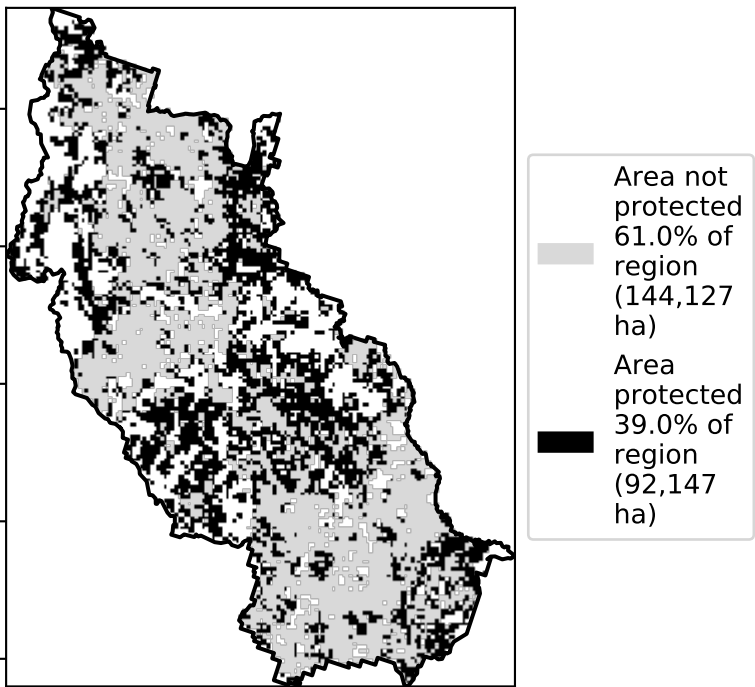 Area not
protected
61.0% of
region
(144,127
ha)
Area
protected
39.0% of
region
(92,147
ha)